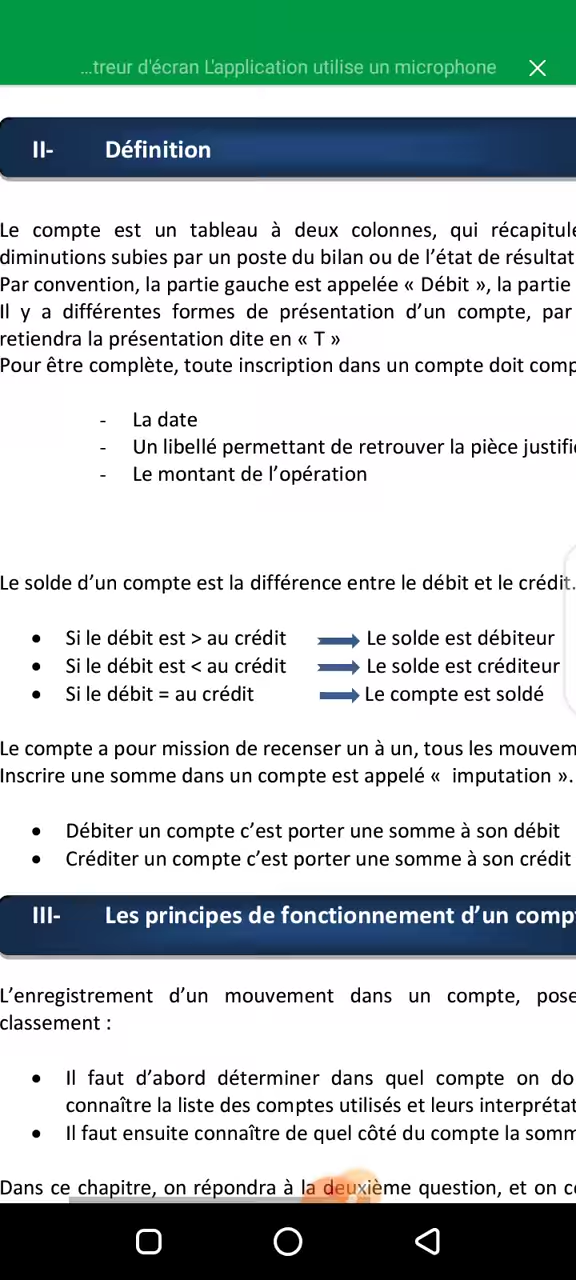 ...treur d'écran L'application utilise un microphone
II- Définition
Le compte est un tableau à deux colonnes, qui récapitule
diminutions subies par un poste du bilan ou de l'état de résultat
Par convention, la partie gauche est appelée « Débit », la partie
Il y a différentes formes de présentation d'un compte, par
retiendra la présentation dite en « T »
Pour être complète, toute inscription dans un compte doit comp
- La date
- Un libellé permettant de retrouver la pièce justifi
- Le montant de l'opération
Le solde d'un compte est la différence entre le débit et le crédit.
• Si le débit est > au crédit Le solde est débiteur
• Si le débit est < au crédit Le solde est créditeur
• Si le débit = au crédit Le compte est soldé
Le compte a pour mission de recenser un à un, tous les mouvem
Inscrire une somme dans un compte est appelé « imputation ».
• Débiter un compte c'est porter une somme à son débit
• Créditer un compte c'est porter une somme à son crédit
III- Les principes de fonctionnement d'un comp
L'enregistrement d'un mouvement dans un compte, pose
classement :
• Il faut d'abord déterminer dans quel compte on do
connaître la liste des comptes utilisés et leurs interprétat
• Il faut ensuite connaître de quel côté du compte la somm
Dans ce chapitre, on répondra à la deuxième question, et on c